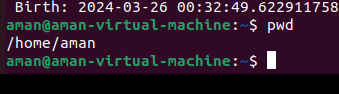 Birth: 2024-03-26 00:32:49.622911758
aman@aman-virtual-machine:~$ pwd
/home/aman
aman@aman-virtual-machine:~$